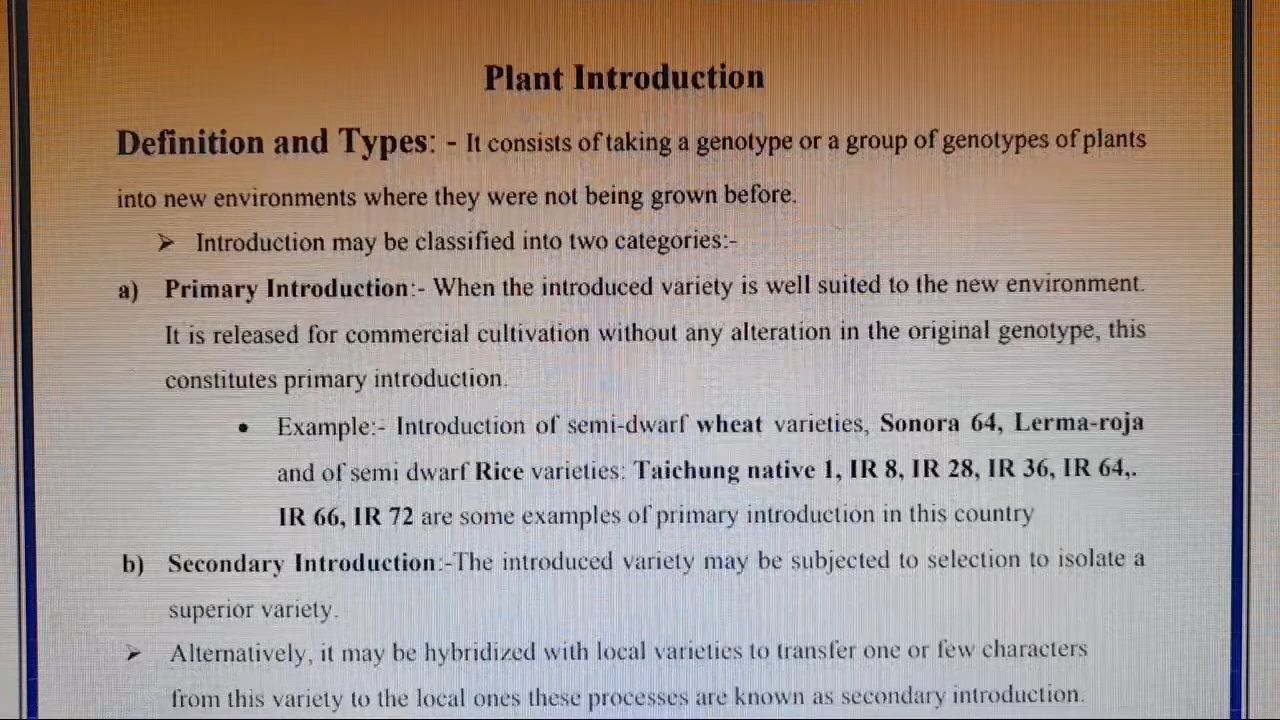 Plant Introduction
Definition and Types: - It consists of taking a genotype or a group of genotypes of plants
into new environments where they were not being grown before.
➢ Introduction may be classified into two categories:-
a) Primary Introduction:- When the introduced variety is well suited to the new environment.
It is released for commercial cultivation without any alteration in the original genotype, this
constitutes primary introduction.
• Example:- Introduction of semi-dwarf wheat varieties, Sonora 64, Lerma-roja
and of semi dwarf Rice varieties: Taichung native 1, IR 8, IR 28, IR 36, IR 64,.
IR 66, IR 72 are some examples of primary introduction in this country
b) Secondary Introduction:-The introduced variety may be subjected to selection to isolate a
superior variety.
➢ Alternatively, it may be hybridized with local varieties to transfer one or few characters
from this variety to the local ones these processes are known as secondary introduction.